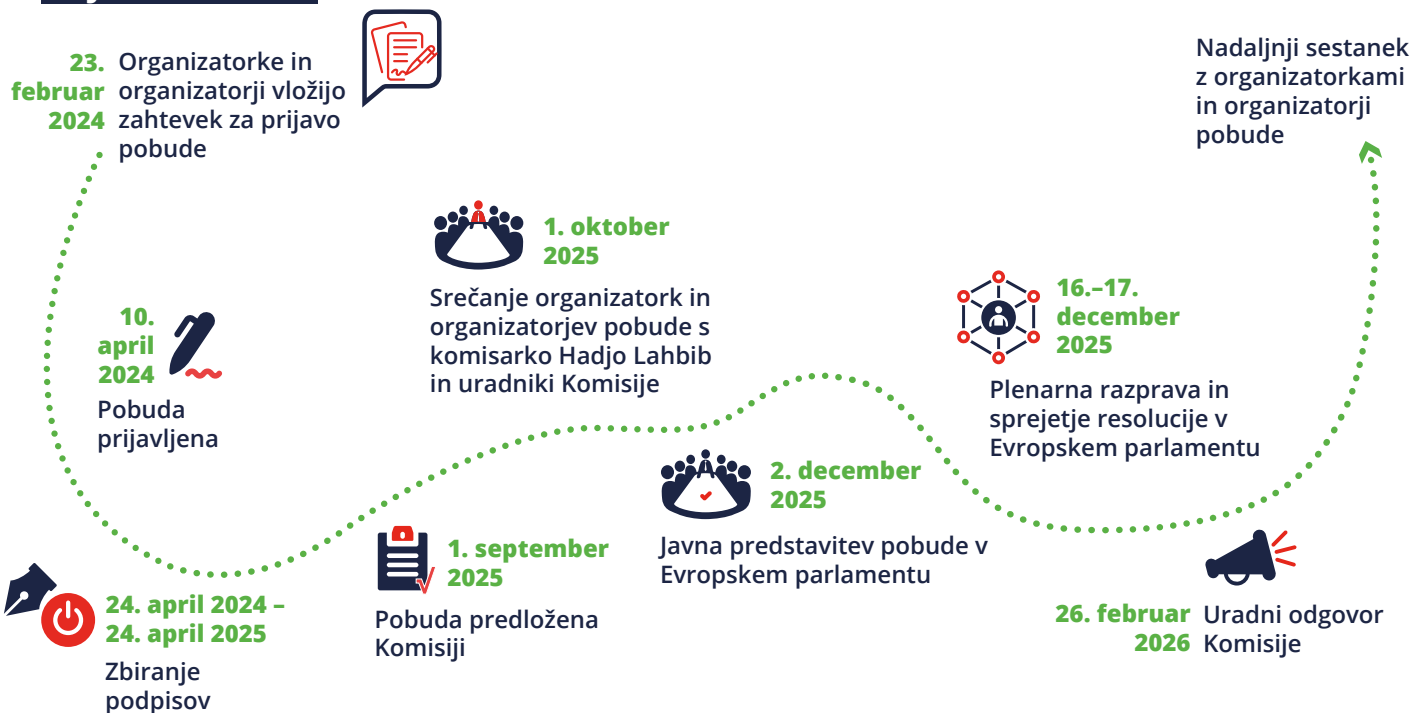 23.
februar
2024
Organizatorke in
organizatorji vložijo
zahtevek za prijavo
pobude
10.
april
2024
Pobuda
prijavljena
24. april 2024 –
24. april 2025
Zbiranje
podpisov
1. september
2025
Pobuda predložena
Komisiji
1. oktober
2025
Srečanje organizatork in
organizatorjev pobude s
komisarko Hadjo Lahbib
in uradniki Komisije
2. december
2025
Javna predstavitev pobude v
Evropskem parlamentu
16.–17.
december
2025
Plenarna razprava in
sprejetje resolucije v
Evropskem parlamentu
26. februar
2026
Uradni odgovor
Komisije
Nadaljnji sestanek
z organizatorkami
in organizatorji
pobude